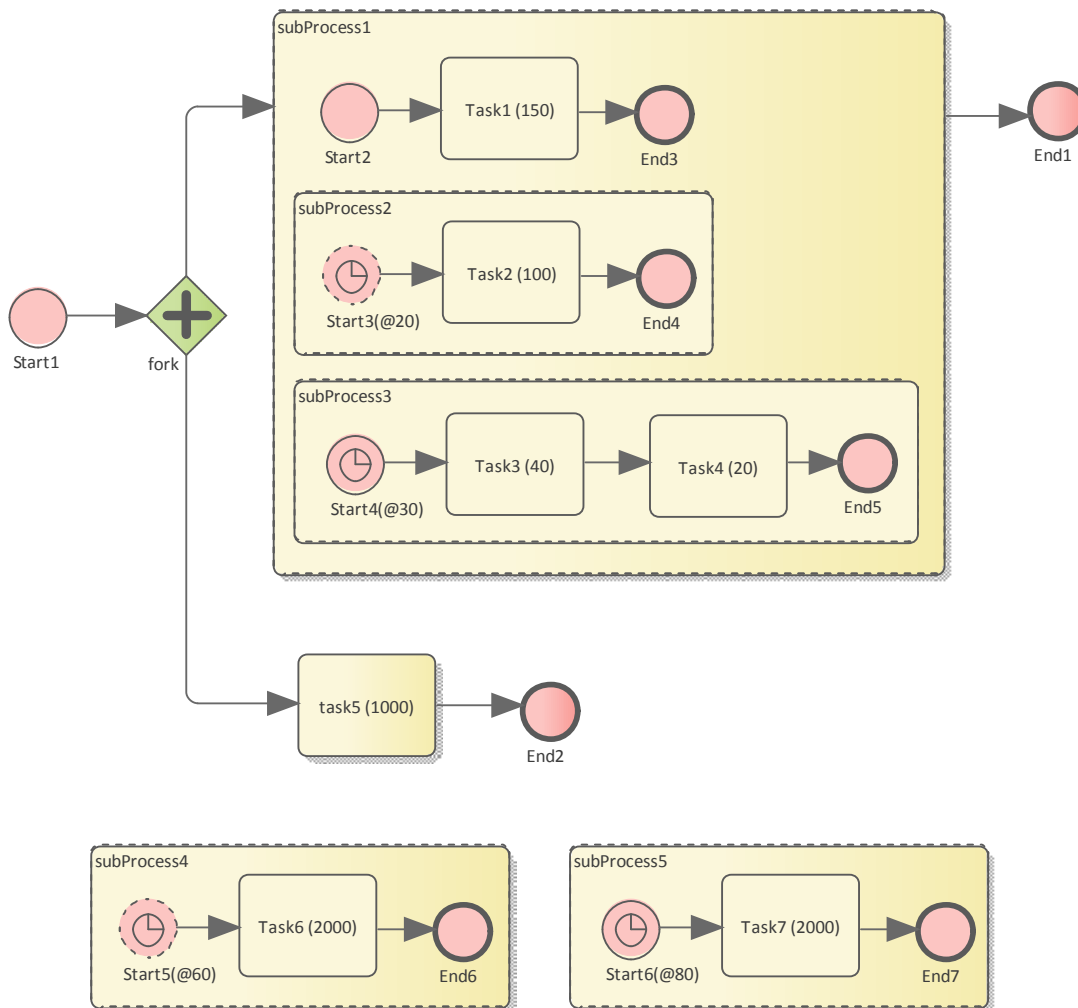 subProcess1
Task1 (150)
Start2
End3
End1
subProcess2
Task2 (100)
Start3(@20)
End4
Start1
fork
subProcess3
Task3 (40)
Task4 (20)
Start4(@30)
End5
task5 (1000)
End2
subProcess4
Task6 (2000)
Start5(@60)
End6
subProcess5
Task7 (2000)
Start6(@80)
End7